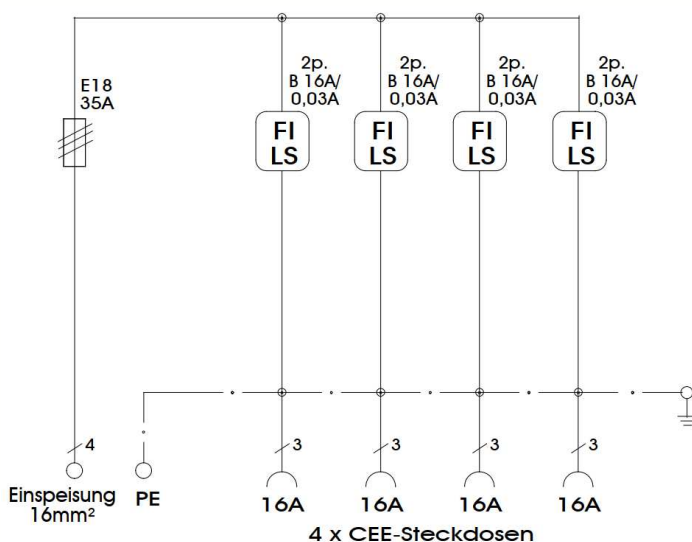 E18
35A
2p.
B 16A/
0,03A
FI
LS
2p.
B 16A/
0,03A
FI
LS
2p.
B 16A/
0,03A
FI
LS
2p.
B 16A/
0,03A
FI
LS
4
3
3
3
3
Einspeisung
16mm²
PE
16A
16A
16A
16A
4 x CEE-Steckdosen